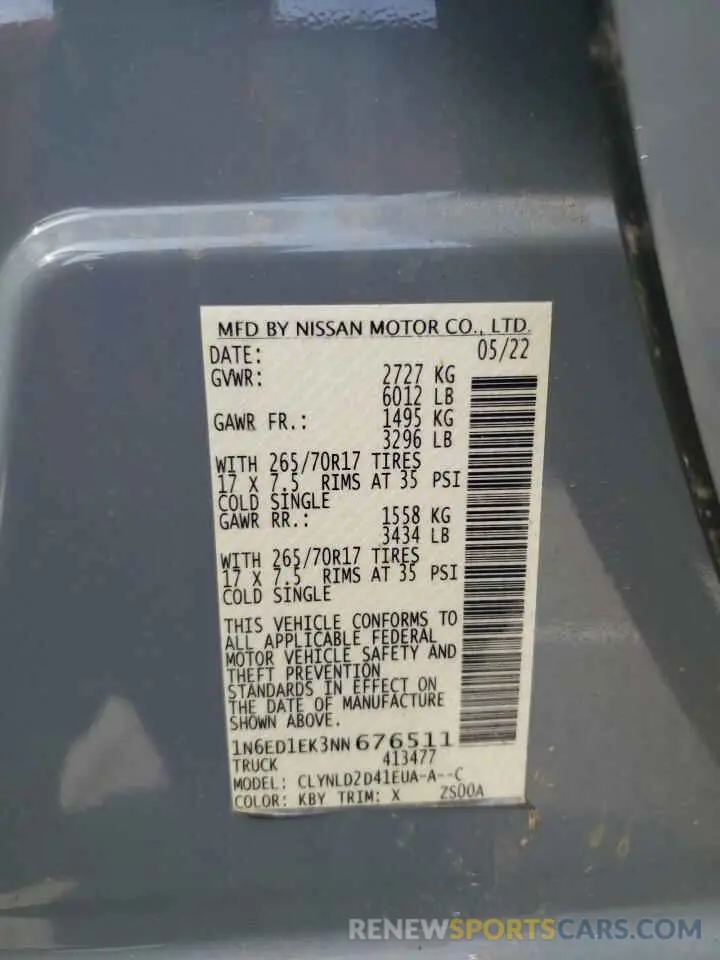 MFD BY NISSAN MOTOR CO., LTD.
DATE: 05/22
GVWR: 2727 KG
6012 LB
GAWR FR.: 1495 KG
3296 LB
WITH 265/70R17 TIRES
17 X 7.5 RIMS AT 35 PSI
COLD SINGLE
GAWR RR.: 1558 KG
3434 LB
WITH 265/70R17 TIRES
17 X 7.5 RIMS AT 35 PSI
COLD SINGLE
THIS VEHICLE CONFORMS TO
ALL APPLICABLE FEDERAL
MOTOR VEHICLE SAFETY AND
THEFT PREVENTION
STANDARDS IN EFFECT ON
THE DATE OF MANUFACTURE
SHOWN ABOVE.
1N6ED1EK3NN676511
TRUCK 413477
MODEL: CLYNLD2D41EUA-A--C
COLOR: KBY TRIM: X ZS00A
RENEWSPORTSCARS.COM